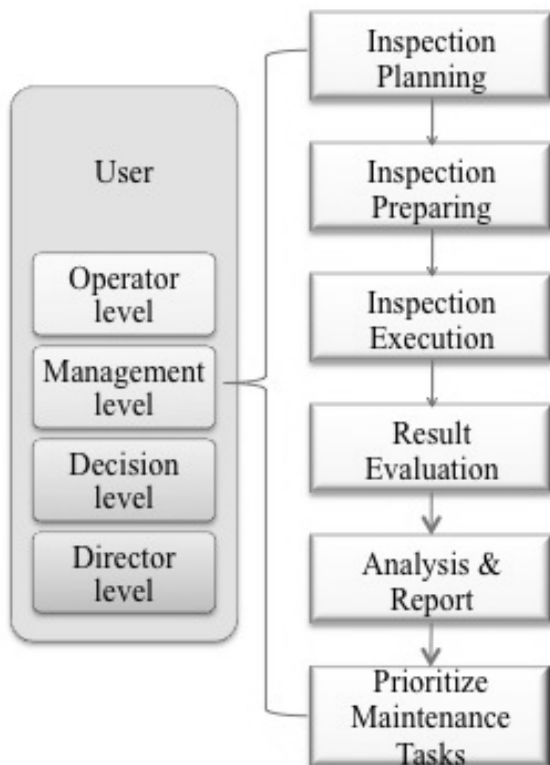 User
Operator
level
Management
level
Decision
level
Director
level
Inspection
Planning
Inspection
Preparing
Inspection
Execution
Result
Evaluation
Analysis &
Report
Prioritize
Maintenance
Tasks